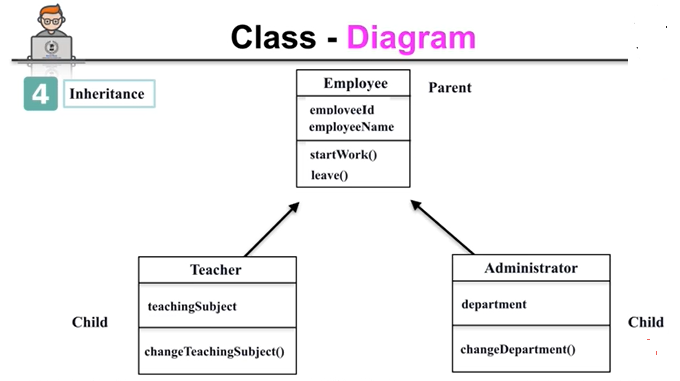 Class - Diagram
4
Inheritance
Employee
Parent
employeeId
employeeName
startWork()
leave()
Teacher
teachingSubject
changeTeachingSubject()
Child
Administrator
department
changeDepartment()
Child